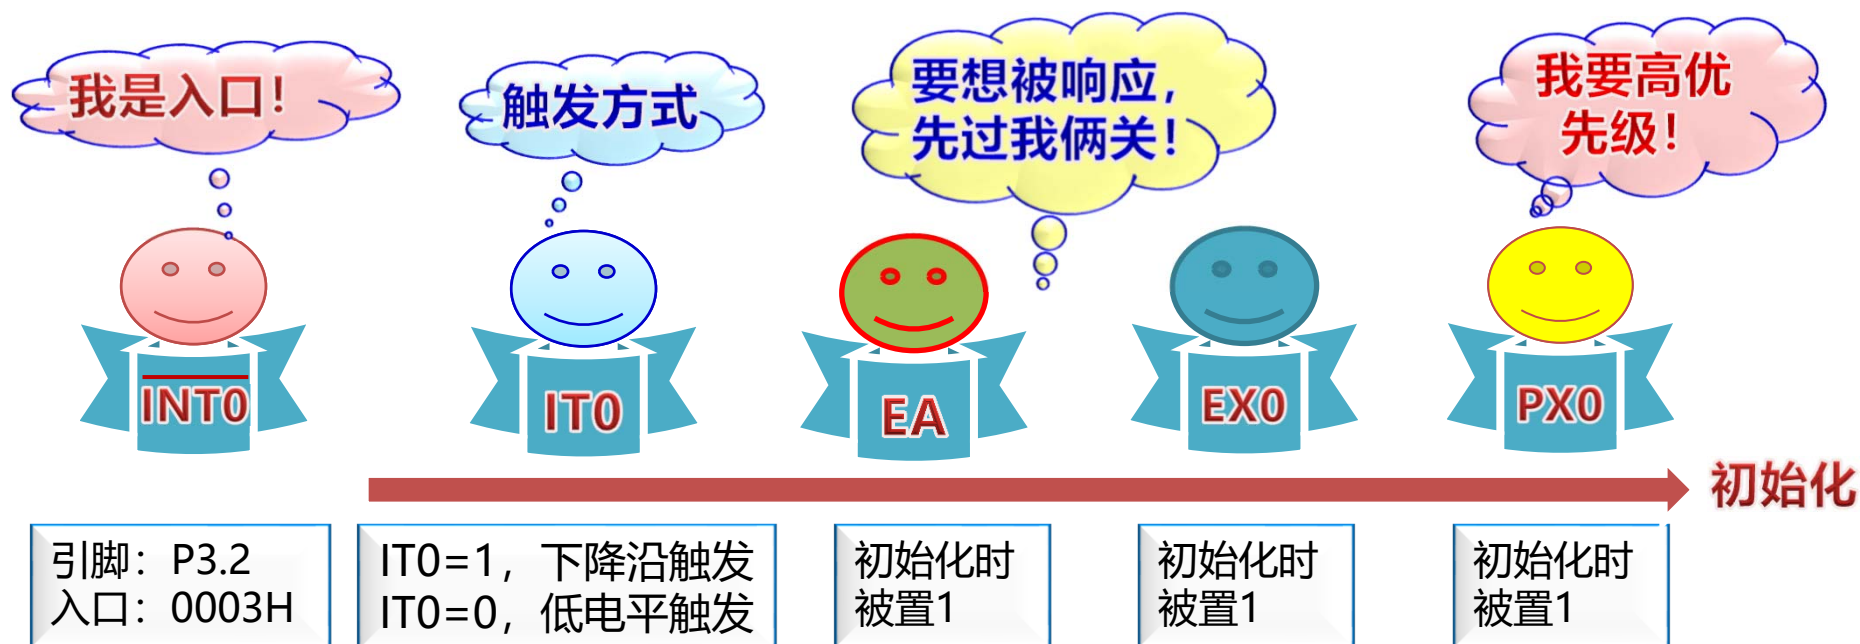 我是入口！
触发方式
要想被响应，
先过我俩关！
我要高优
先级！
INT0
IT0
EA
EX0
PX0
初始化
引脚：P3.2
入口：0003H
IT0=1，下降沿触发
IT0=0，低电平触发
初始化时
被置1
初始化时
被置1
初始化时
被置1